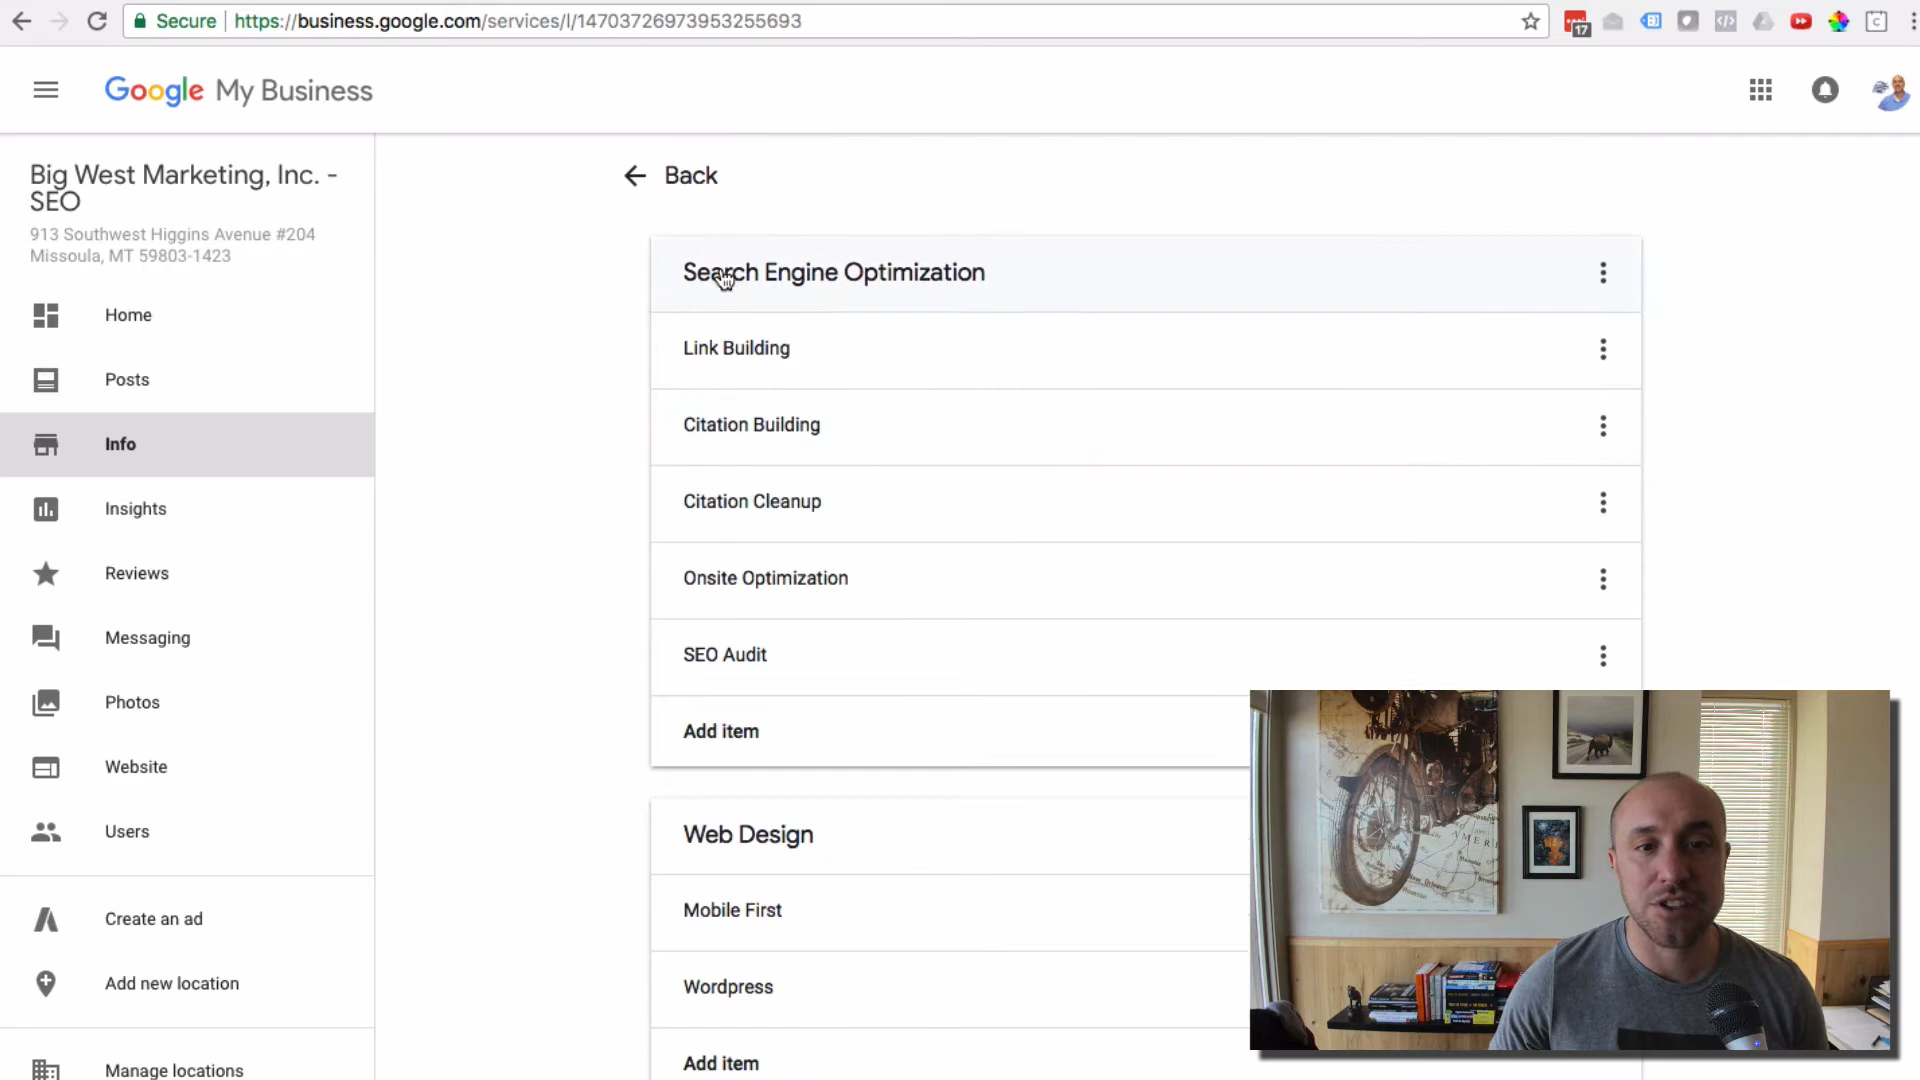 Secure
https://business.google.com/services/l/14703726973953255693
17
Google My Business
Big West Marketing, Inc. -
SEO
913 Southwest Higgins Avenue #204
Missoula, MT 59803-1423
Home
Posts
Info
Insights
Reviews
Messaging
Photos
Website
Users
Create an ad
Add new location
Manage locations
Back
Search Engine Optimization
Link Building
Citation Building
Citation Cleanup
Onsite Optimization
SEO Audit
Add item
Web Design
Mobile First
Wordpress
Add item